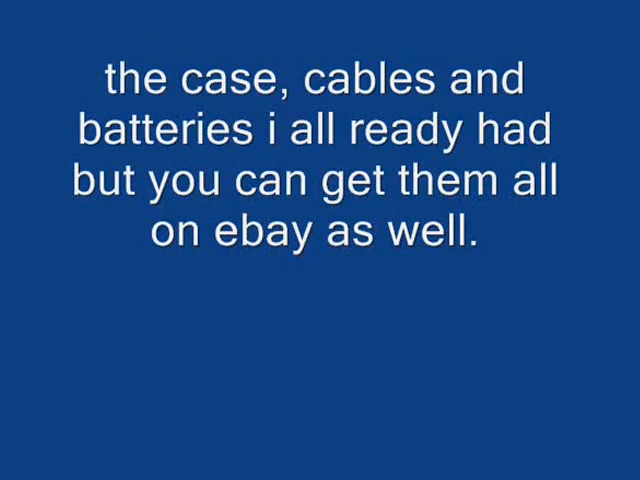 the case, cables and
batteries i all ready had
but you can get them all
on ebay as well.